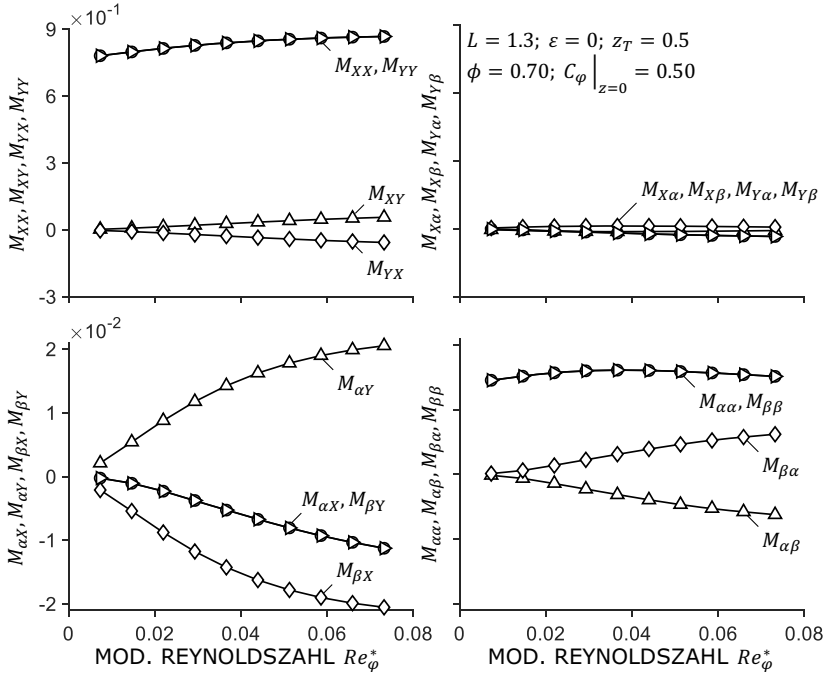 ×10⁻¹
9
6
3
0
-3
M_XX, M_XY, M_YX, M_YY
M_XX, M_YY
M_XY
M_YX
L = 1.3; ε = 0; z_T = 0.5
ϕ = 0.70; C_φ|_z=0 = 0.50
M_Xα, M_Xβ, M_Yα, M_Yβ
M_Xα, M_Xβ, M_Yα, M_Yβ
×10⁻²
2
1
0
-1
-2
M_αX, M_αY, M_βX, M_βY
M_αY
M_αX, M_βY
M_βX
0 0.02 0.04 0.06 0.08
MOD. REYNOLDSZAHL Re*_φ
M_αα, M_αβ, M_βα, M_ββ
M_αα, M_ββ
M_βα
M_αβ
0 0.02 0.04 0.06 0.08
MOD. REYNOLDSZAHL Re*_φ